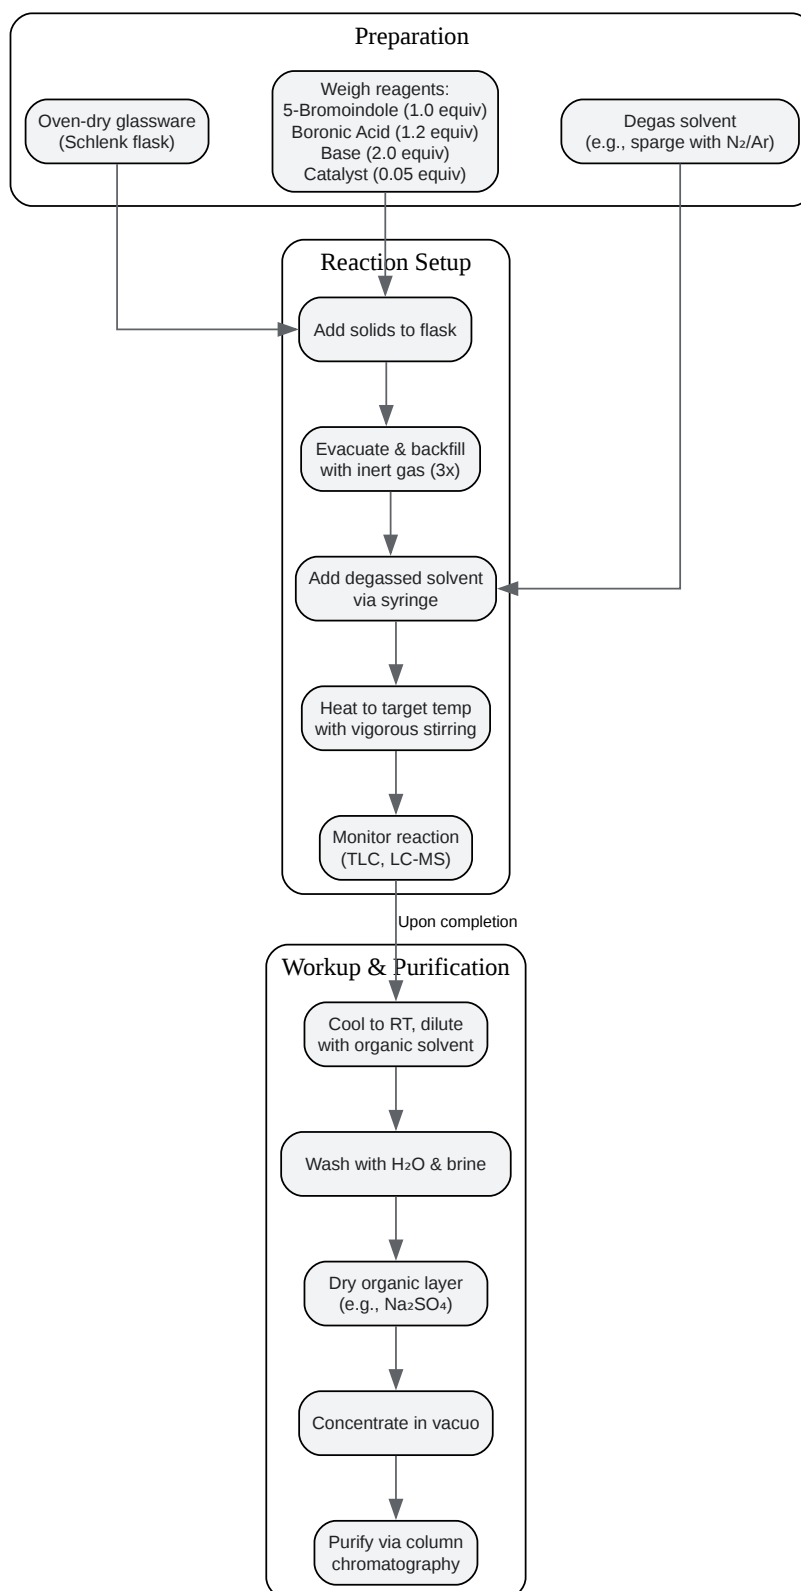 Preparation
Oven-dry glassware
(Schlenk flask)
Weigh reagents:
5-Bromoindole (1.0 equiv)
Boronic Acid (1.2 equiv)
Base (2.0 equiv)
Catalyst (0.05 equiv)
Degas solvent
(e.g., sparge with N₂/Ar)
Reaction Setup
Add solids to flask
Evacuate & backfill
with inert gas (3x)
Add degassed solvent
via syringe
Heat to target temp
with vigorous stirring
Monitor reaction
(TLC, LC-MS)
Upon completion
Workup & Purification
Cool to RT, dilute
with organic solvent
Wash with H₂O & brine
Dry organic layer
(e.g., Na₂SO₄)
Concentrate in vacuo
Purify via column
chromatography